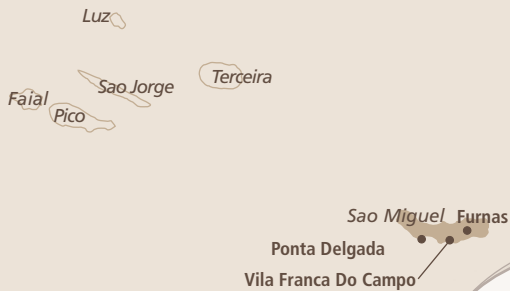 Luz
Terceira
Sao Jorge
Faial
Pico
Sao Miguel
Furnas
Ponta Delgada
Vila Franca Do Campo